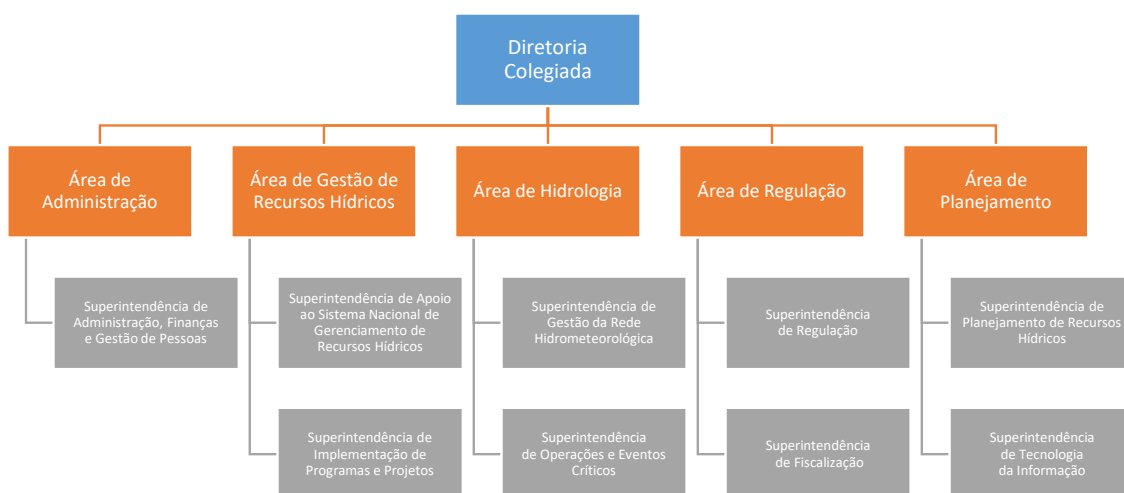 Diretoria
Colegiada
Área de
Administração
Área de Gestão de
Recursos Hídricos
Área de Hidrologia
Área de Regulação
Área de
Planejamento
Superintendência de
Administração, Finanças
e Gestão de Pessoas
Superintendência de Apoio
ao Sistema Nacional de
Gerenciamento de
Recursos Hídricos
Superintendência de
Gestão da Rede
Hidrometeorológica
Superintendência
de Regulação
Superintendência de
Planejamento de Recursos
Hídricos
Superintendência de
Implementação de
Programas e Projetos
Superintendência
de Operações e Eventos
Críticos
Superintendência
de Fiscalização
Superintendência
de Tecnologia
da Informação